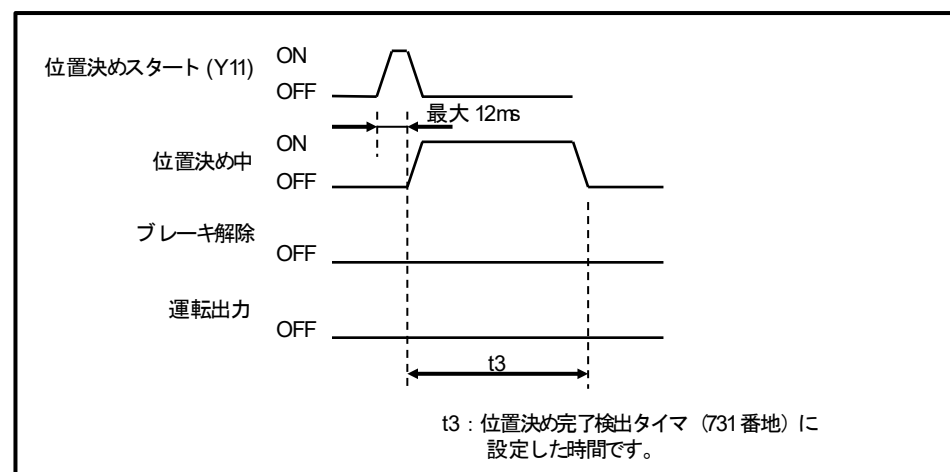 位置決めスタート (Y11)
ON
OFF
最大 12ms
位置決め中
ON
OFF
ブレーキ解除
OFF
運転出力
OFF
t3
t3：位置決め完了検出タイマ（731 番地）に
設定した時間です。